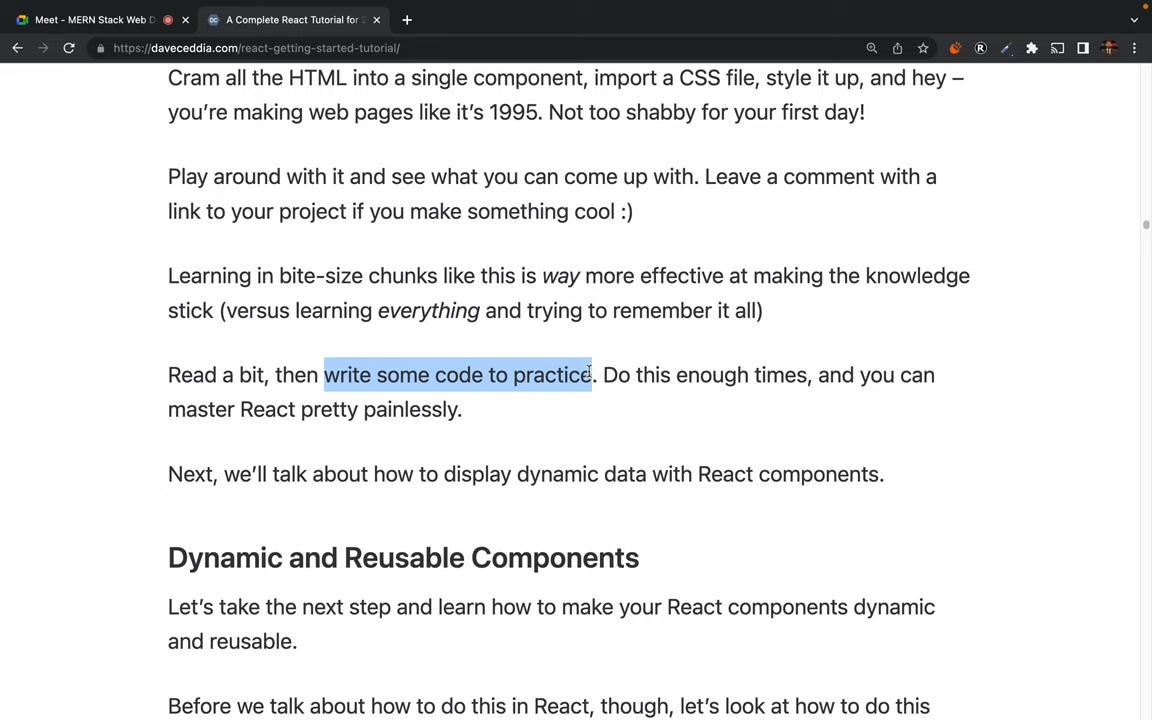 Meet - MERN Stack Web D
A Complete React Tutorial for 2
https://daveceddia.com/react-getting-started-tutorial/
Cram all the HTML into a single component, import a CSS file, style it up, and hey –
you’re making web pages like it’s 1995. Not too shabby for your first day!
Play around with it and see what you can come up with. Leave a comment with a
link to your project if you make something cool :)
Learning in bite-size chunks like this is way more effective at making the knowledge
stick (versus learning everything and trying to remember it all)
Read a bit, then write some code to practice. Do this enough times, and you can
master React pretty painlessly.
Next, we’ll talk about how to display dynamic data with React components.
Dynamic and Reusable Components
Let’s take the next step and learn how to make your React components dynamic
and reusable.
Before we talk about how to do this in React, though, let’s look at how to do this